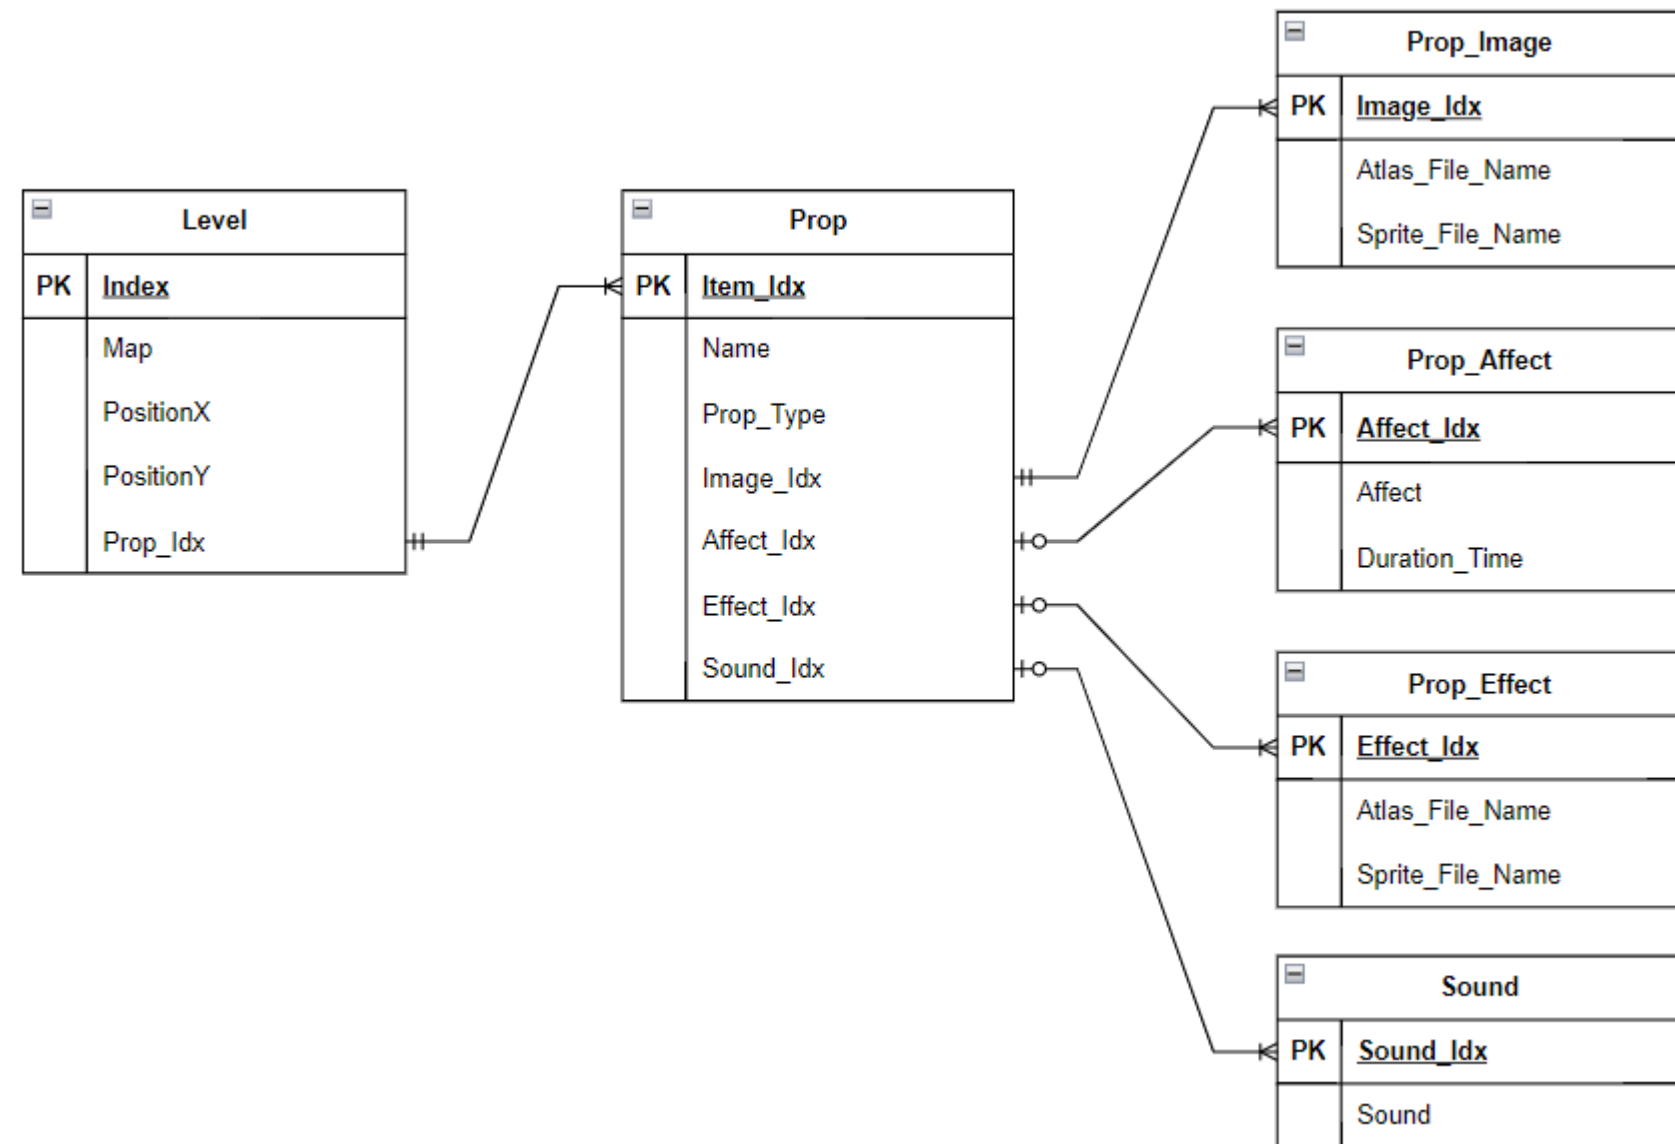 Level
PK Index
Map
PositionX
PositionY
Prop_Idx
Prop
PK Item_Idx
Name
Prop_Type
Image_Idx
Affect_Idx
Effect_Idx
Sound_Idx
Prop_Image
PK Image_Idx
Atlas_File_Name
Sprite_File_Name
Prop_Affect
PK Affect_Idx
Affect
Duration_Time
Prop_Effect
PK Effect_Idx
Atlas_File_Name
Sprite_File_Name
Sound
PK Sound_Idx
Sound